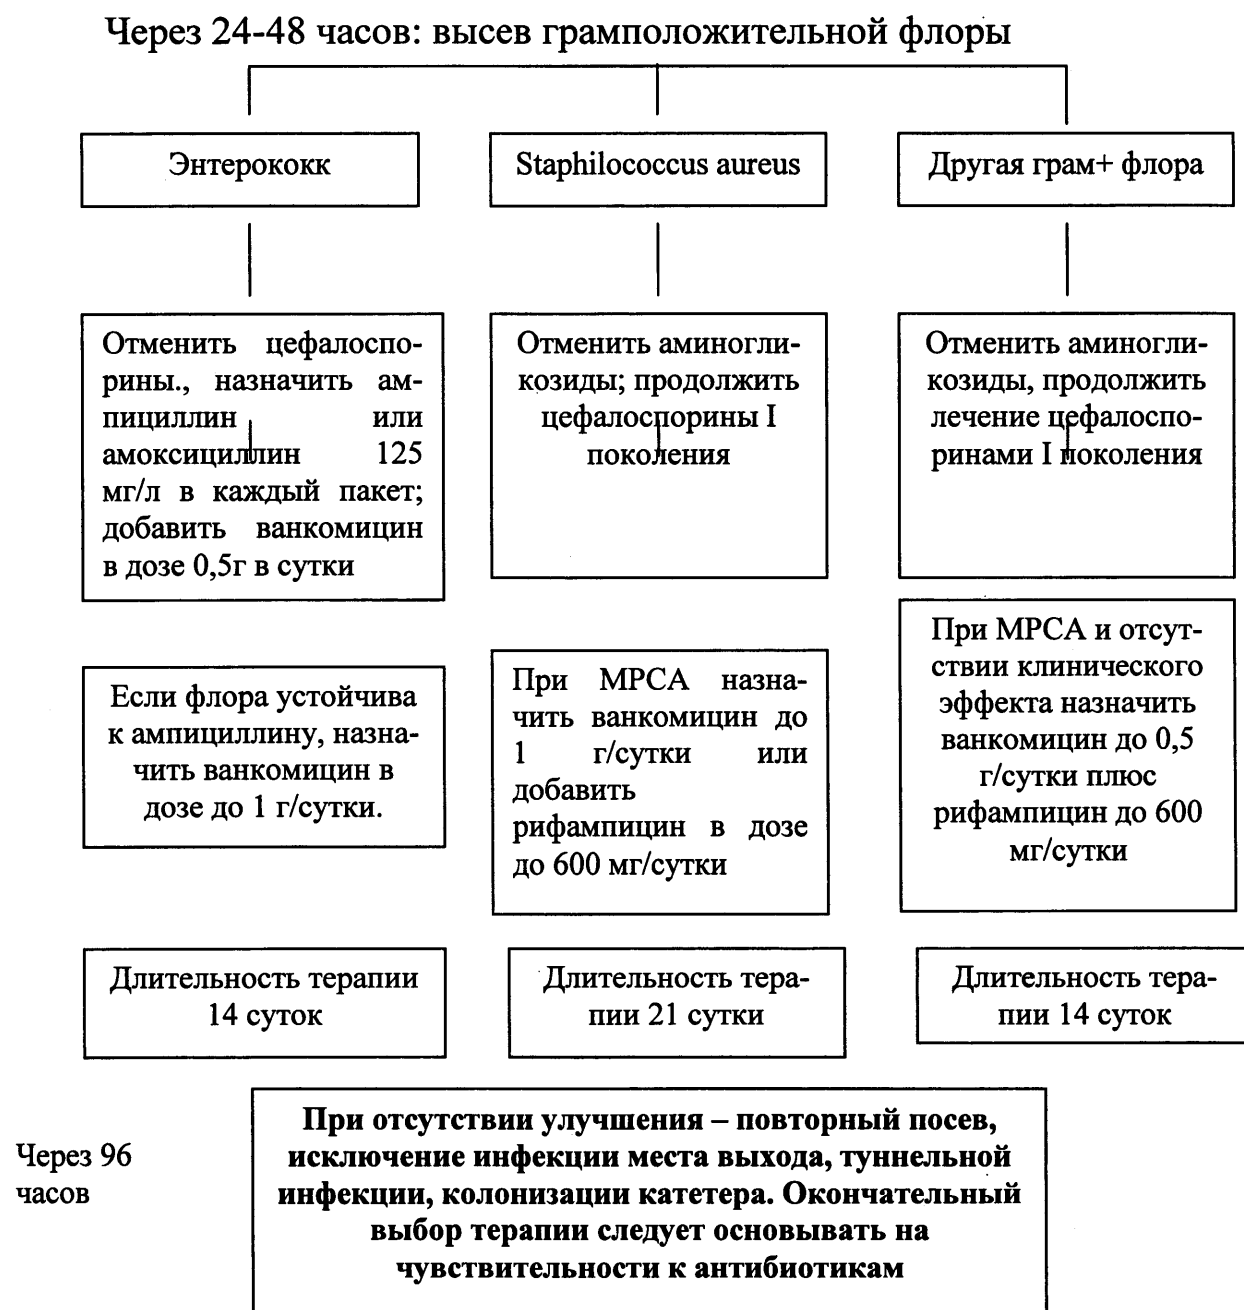 Через 24-48 часов: высев грамположительной флоры
Энтерококк
Staphilococcus aureus
Другая грам+ флора
Отменить цефалоспо-
рины., назначить ам-
пициллин или
амоксициллин 125
мг/л в каждый пакет;
добавить ванкомицин
в дозе 0,5г в сутки
Отменить аминогли-
козиды; продолжить
цефалоспорины I
поколения
Отменить аминогли-
козиды, продолжить
лечение цефалоспо-
ринами I поколения
Если флора устойчива
к ампициллину, назна-
чить ванкомицин в
дозе до 1 г/сутки.
При МРСА назна-
чить ванкомицин до
1 г/сутки или
добавить
рифампицин в дозе
до 600 мг/сутки
При МРСА и отсут-
ствии клинического
эффекта назначить
ванкомицин до 0,5
г/сутки плюс
рифампицин до 600
мг/сутки
Длительность терапии
14 суток
Длительность тера-
пии 21 сутки
Длительность тера-
пии 14 суток
Через 96
часов
При отсутствии улучшения – повторный посев,
исключение инфекции места выхода, туннельной
инфекции, колонизации катетера. Окончательный
выбор терапии следует основывать на
чувствительности к антибиотикам